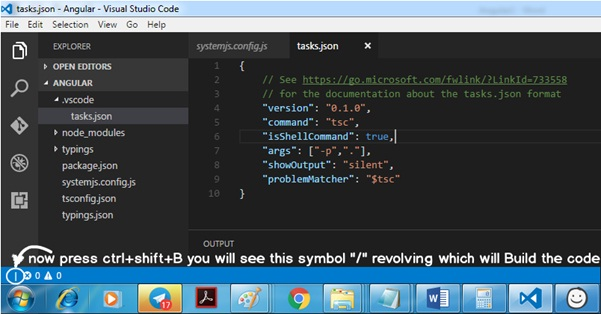 tasks.json - Angular - Visual Studio Code
File Edit Selection View Go Help
EXPLORER
OPEN EDITORS
ANGULAR
.vscode
tasks.json
node_modules
typings
package.json
systemjs.config.js
tsconfig.json
typings.json
systemjs.config.js tasks.json
1 {
2 // See https://go.microsoft.com/fwlink/?LinkId=733558
3 // for the documentation about the tasks.json format
4 "version": "0.1.0",
5 "command": "tsc",
6 "isShellCommand": true,
7 "args": ["-p","."],
8 "showOutput": "silent",
9 "problemMatcher": "$tsc"
10 }
OUTPUT
now press ctrl+shift+B you will see this symbol "/" revolving which will Build the code
0 0
17